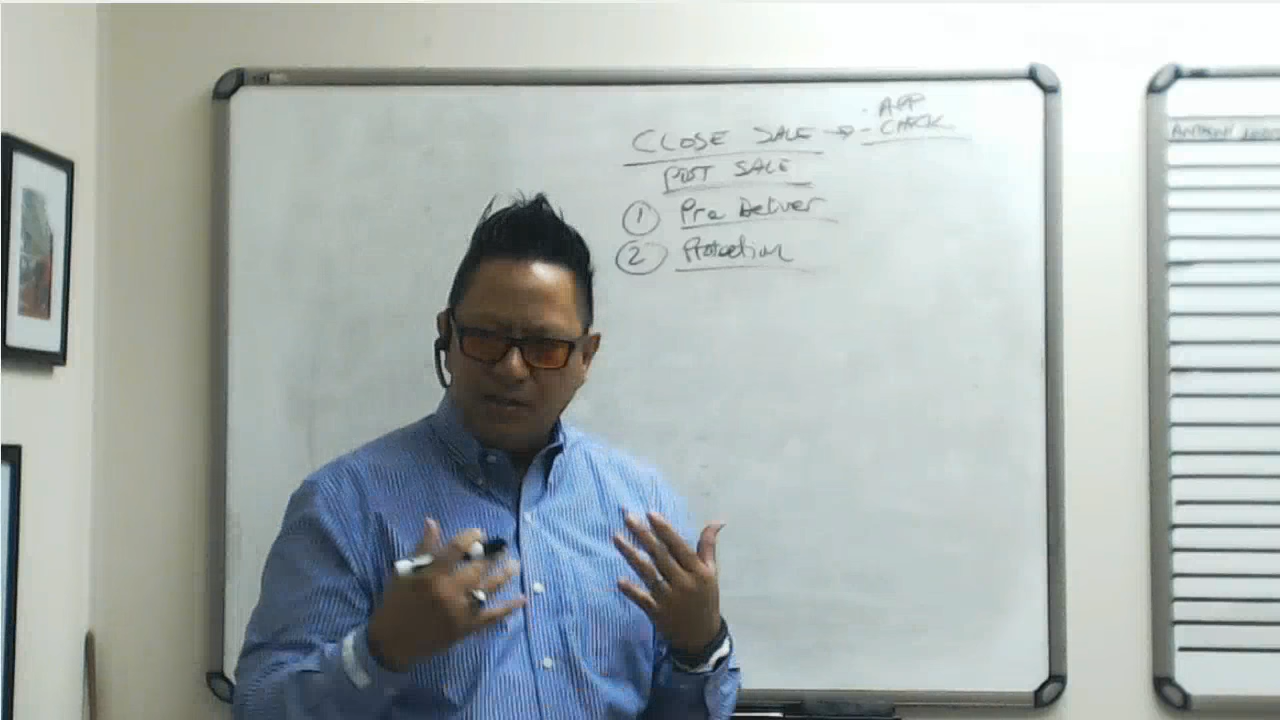 - APP
CLOSE SALE → - CHECK
POST SALE
① Pre Deliver
② Protection